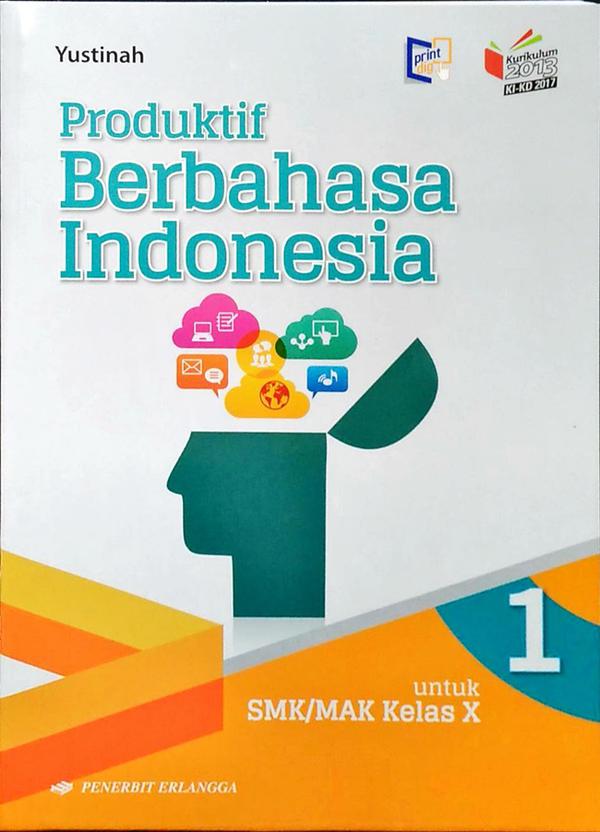 Yustinah
print
digital
Kurikulum
2013
KI-KD 2017
Produktif
Berbahasa
Indonesia
1
untuk
SMK/MAK Kelas X
PENERBIT ERLANGGA